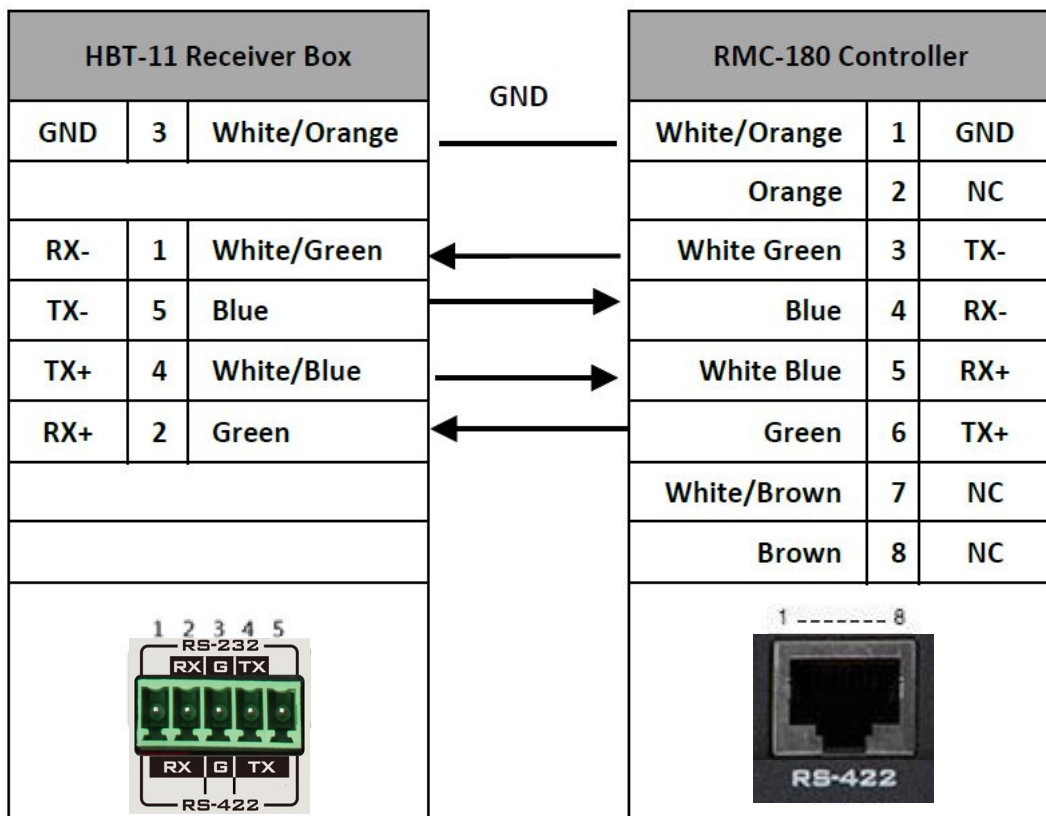 HBT-11 Receiver Box
GND 3 White/Orange
RX- 1 White/Green
TX- 5 Blue
TX+ 4 White/Blue
RX+ 2 Green
1 2 3 4 5
RS-232
RX G TX
RX G TX
RS-422
GND
RMC-180 Controller
White/Orange 1 GND
Orange 2 NC
White Green 3 TX-
Blue 4 RX-
White Blue 5 RX+
Green 6 TX+
White/Brown 7 NC
Brown 8 NC
1 ------- 8
RS-422